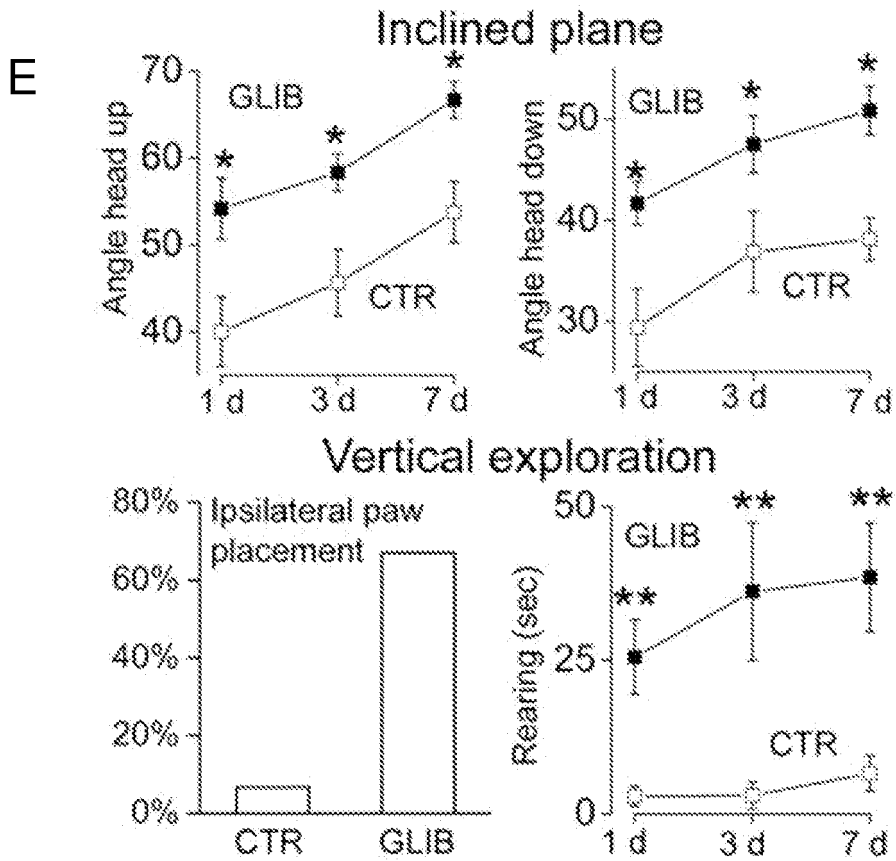 E
Inclined plane
Angle head up
70
60
50
40
GLIB
CTR
*
*
*
1 d
3 d
7 d
Angle head down
50
40
30
GLIB
CTR
*
*
*
1 d
3 d
7 d
Vertical exploration
80%
60%
40%
20%
0%
Ipsilateral paw
placement
CTR
GLIB
Rearing (sec)
50
25
0
GLIB
CTR
**
**
**
1 d
3 d
7 d